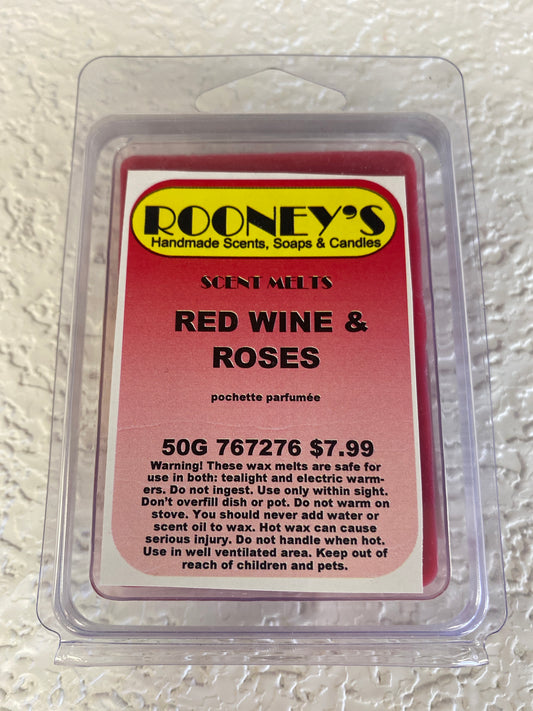 ROONEY'S
Handmade Scents, Soaps & Candles
SCENT MELTS
RED WINE &
ROSES
pochette parfumée
50G 767276 $7.99
Warning! These wax melts are safe for
use in both: tealight and electric warm-
ers. Do not ingest. Use only within sight.
Don't overfill dish or pot. Do not warm on
stove. You should never add water or
scent oil to wax. Hot wax can cause
serious injury. Do not handle when hot.
Use in well ventilated area. Keep out of
reach of children and pets.